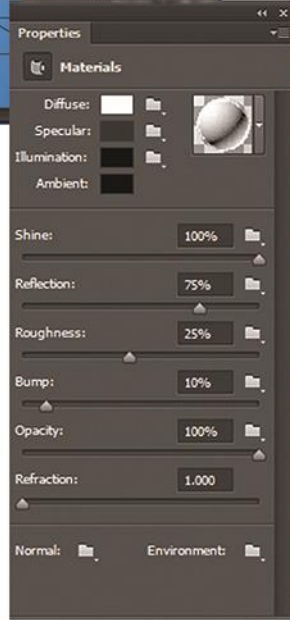 Properties
Materials
Diffuse:
Specular:
Illumination:
Ambient:
Shine: 100%
Reflection: 75%
Roughness: 25%
Bump: 10%
Opacity: 100%
Refraction: 1.000
Normal: Environment: